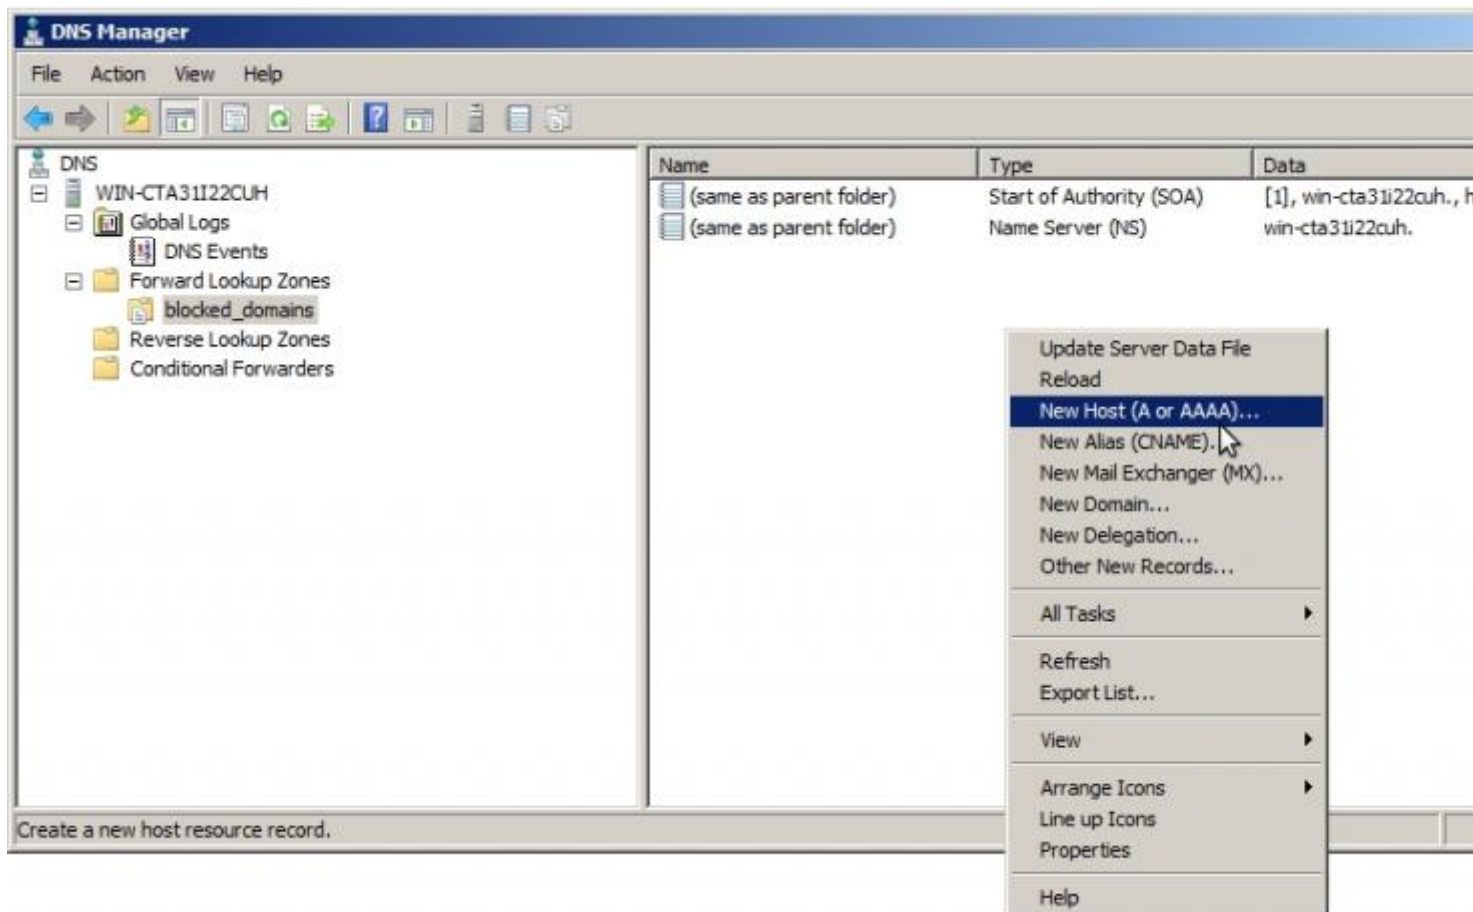 DNS Manager
File Action View Help
DNS
WIN-CTA31I22CUH
Global Logs
DNS Events
Forward Lookup Zones
blocked_domains
Reverse Lookup Zones
Conditional Forwarders
Name Type Data
(same as parent folder) Start of Authority (SOA) [1], win-cta31i22cuh., h
(same as parent folder) Name Server (NS) win-cta31i22cuh.
Update Server Data File
Reload
New Host (A or AAAA)...
New Alias (CNAME).
New Mail Exchanger (MX)...
New Domain...
New Delegation...
Other New Records...
All Tasks
Refresh
Export List...
View
Arrange Icons
Line up Icons
Properties
Help
Create a new host resource record.